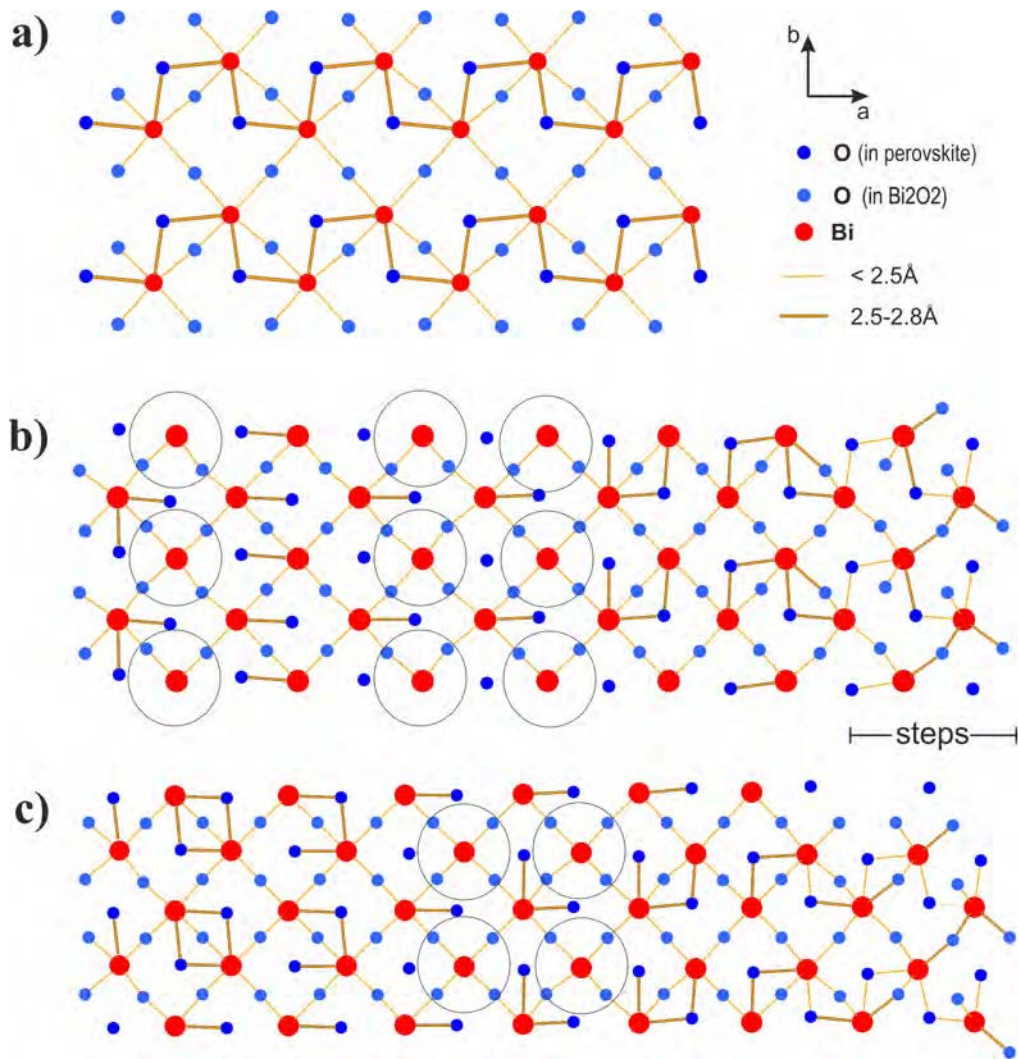 a)
b
a
O (in perovskite)
O (in Bi2O2)
Bi
< 2.5Å
2.5-2.8Å
b)
steps
c)